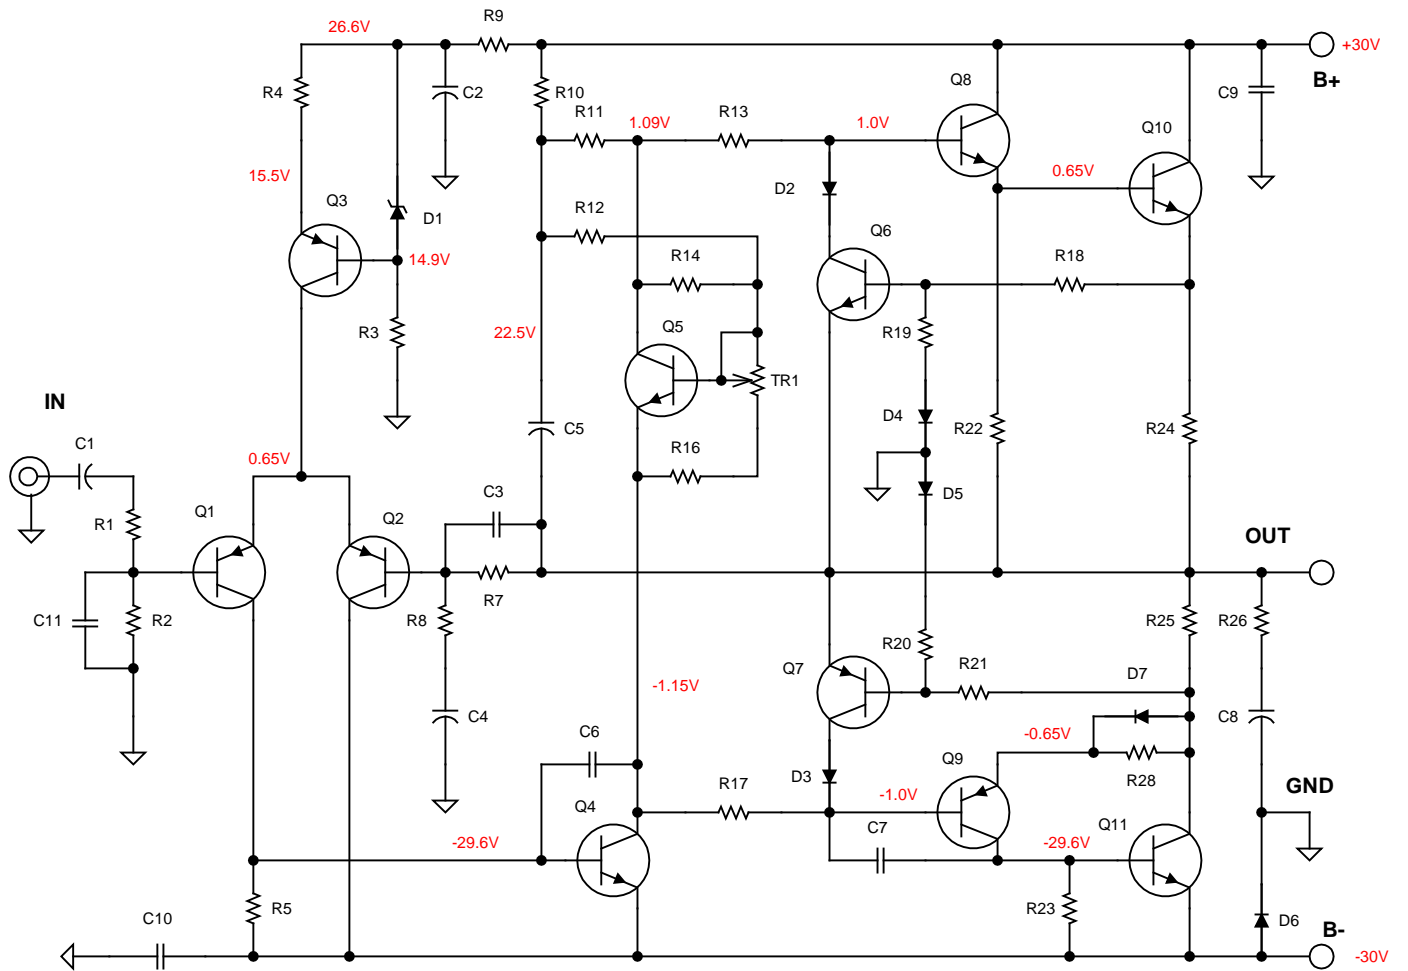 R9
26.6V
+30V
B+
Q8
R4
C2
R10
C9
R11
R13
1.09V
1.0V
Q10
0.65V
15.5V
D2
Q3
D1
R12
Q6
14.9V
R14
R18
R3
22.5V
Q5
R19
TR1
IN
D4
C1
C5
R22
R24
R16
0.65V
C3
D5
R1
Q1
Q2
OUT
R7
C11
R2
R8
R25
R26
R20
Q7
R21
D7
-1.15V
C4
C8
C6
-0.65V
Q9
D3
R17
R28
GND
-1.0V
Q4
C7
Q11
-29.6V
-29.6V
R5
R23
C10
D6
B-
-30V